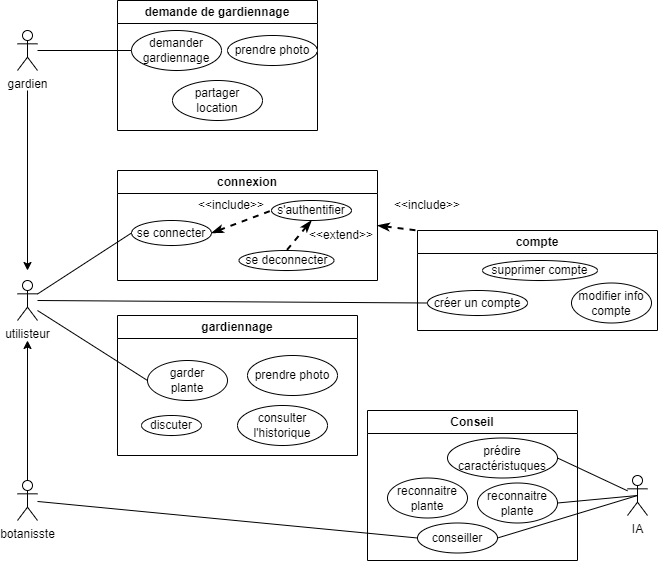 demande de gardiennage
demander
gardiennage
prendre photo
partager
location
gardien
connexion
<<include>>
s'authentifier
<<include>>
se connecter
<<extend>>
se deconnecter
compte
supprimer compte
créer un compte
modifier info
compte
utilisteur
gardiennage
garder
plante
prendre photo
discuter
consulter
l'historique
Conseil
prédire
caractéristuques
reconnaitre
plante
reconnaitre
plante
conseiller
botanisste
IA